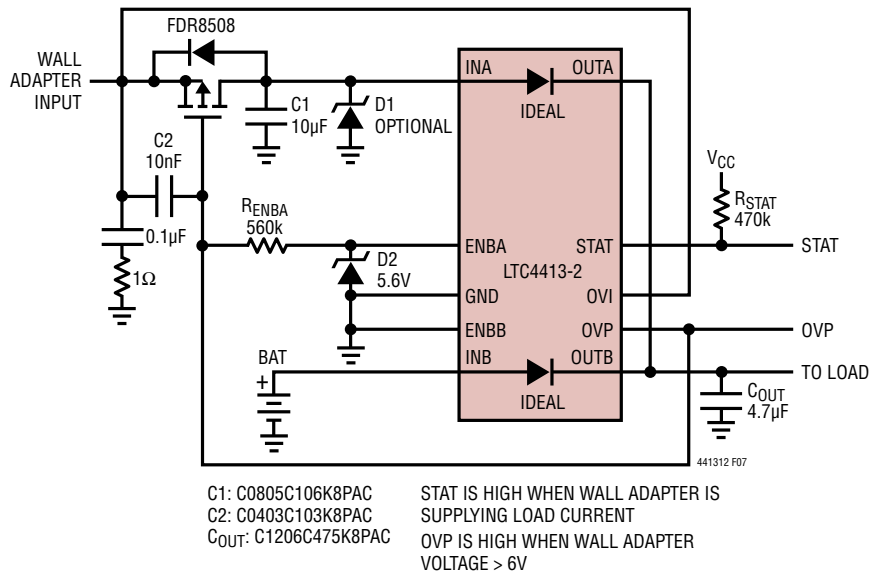 FDR8508
WALL
ADAPTER
INPUT
C1
10µF
D1
OPTIONAL
INA
OUTA
IDEAL
C2
10nF
0.1µF
1Ω
R_ENBA
560k
D2
5.6V
V_CC
R_STAT
470k
ENBA
STAT
STAT
LTC4413-2
GND
OVI
ENBB
OVP
OVP
BAT
+
INB
OUTB
IDEAL
TO LOAD
C_OUT
4.7µF
441312 F07
C1: C0805C106K8PAC
C2: C0403C103K8PAC
C_OUT: C1206C475K8PAC
STAT IS HIGH WHEN WALL ADAPTER IS
SUPPLYING LOAD CURRENT
OVP IS HIGH WHEN WALL ADAPTER
VOLTAGE > 6V